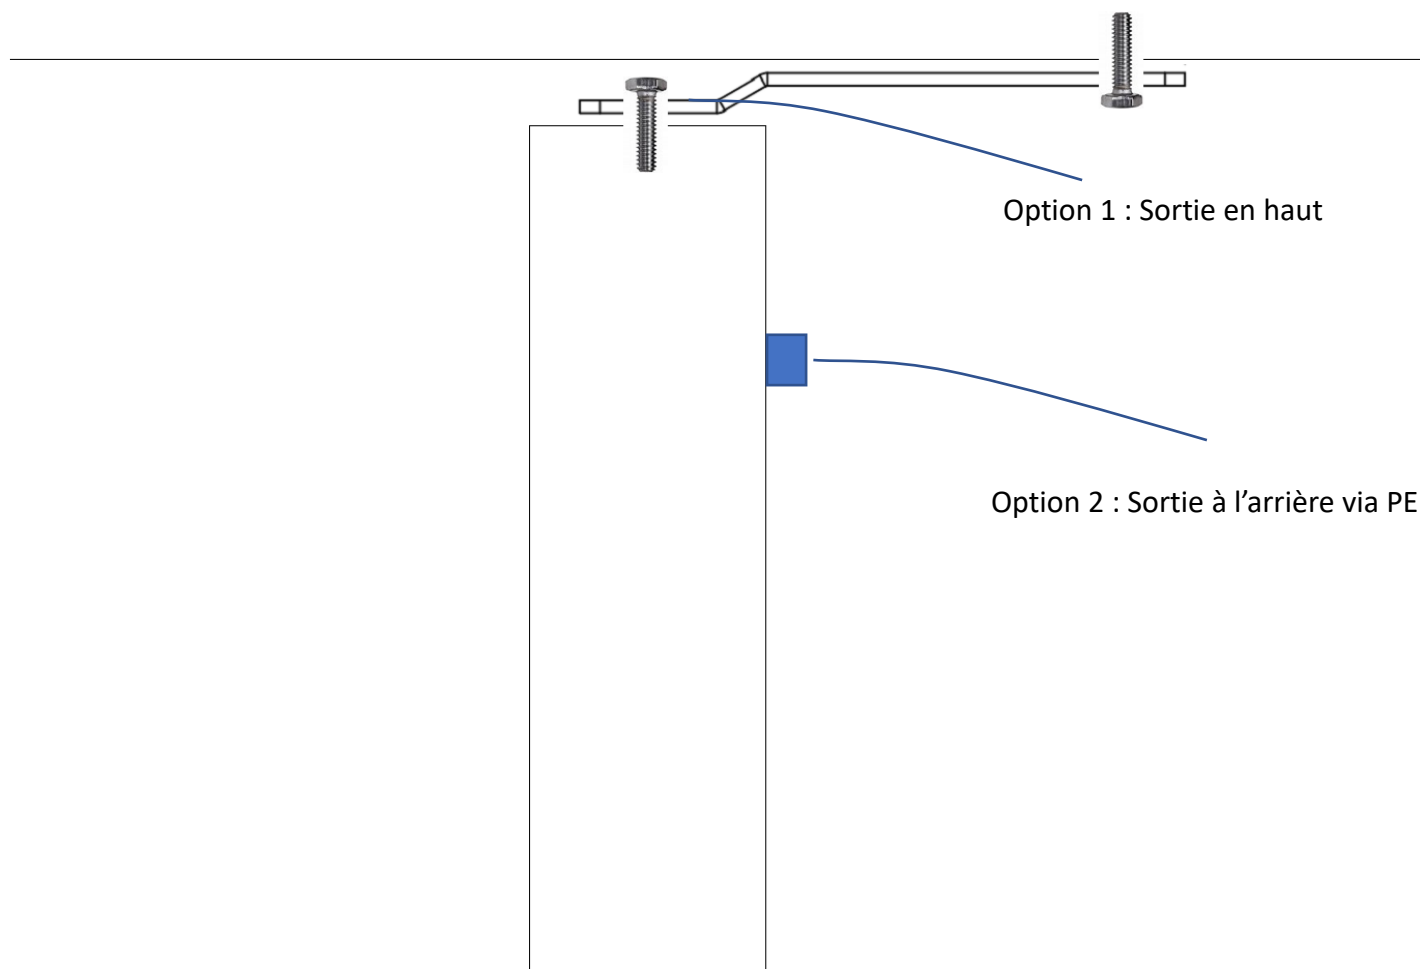 Option 1 : Sortie en haut
Option 2 : Sortie à l’arrière via PE